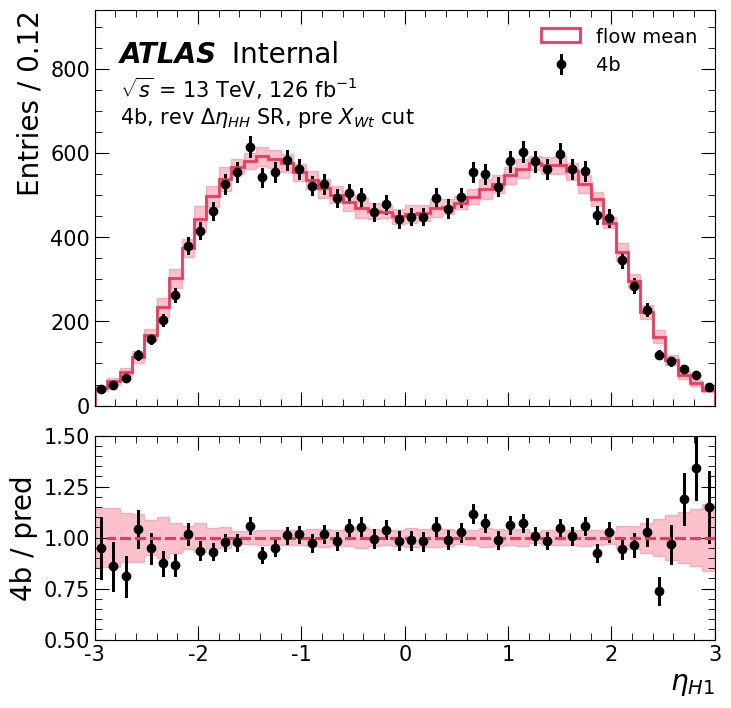 Entries / 0.12
ATLAS Internal
√s = 13 TeV, 126 fb⁻¹
4b, rev Δη_HH SR, pre X_Wt cut
flow mean
4b
800
600
400
200
0
4b / pred
1.50
1.25
1.00
0.75
0.50
-3 -2 -1 0 1 2 3
η_H1